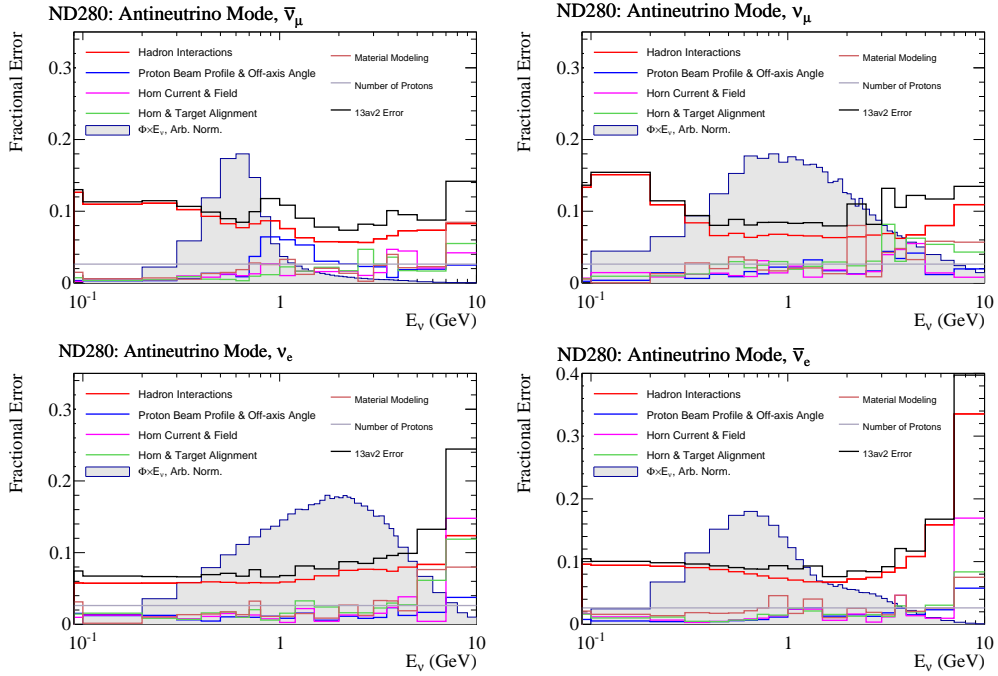 ND280: Antineutrino Mode, ν̅μ
Fractional Error
0.3
0.2
0.1
0
Hadron Interactions
Proton Beam Profile & Off-axis Angle
Horn Current & Field
Horn & Target Alignment
Φ×Eν, Arb. Norm.
Material Modeling
Number of Protons
13av2 Error
10⁻¹
1
10
Eν (GeV)
ND280: Antineutrino Mode, νμ
Fractional Error
0.3
0.2
0.1
0
Hadron Interactions
Proton Beam Profile & Off-axis Angle
Horn Current & Field
Horn & Target Alignment
Φ×Eν, Arb. Norm.
Material Modeling
Number of Protons
13av2 Error
10⁻¹
1
10
Eν (GeV)
ND280: Antineutrino Mode, νe
Fractional Error
0.3
0.2
0.1
0
Hadron Interactions
Proton Beam Profile & Off-axis Angle
Horn Current & Field
Horn & Target Alignment
Φ×Eν, Arb. Norm.
Material Modeling
Number of Protons
13av2 Error
10⁻¹
1
10
Eν (GeV)
ND280: Antineutrino Mode, ν̅e
Fractional Error
0.4
0.3
0.2
0.1
0
Hadron Interactions
Proton Beam Profile & Off-axis Angle
Horn Current & Field
Horn & Target Alignment
Φ×Eν, Arb. Norm.
Material Modeling
Number of Protons
13av2 Error
10⁻¹
1
10
Eν (GeV)